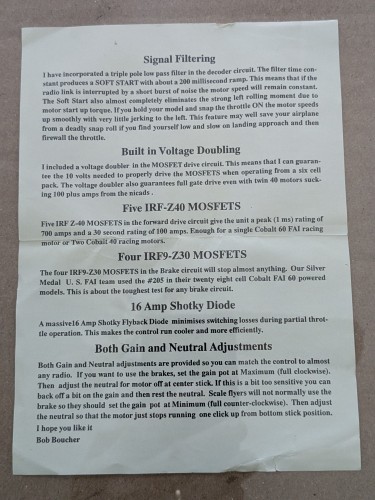 Signal Filtering
I have incorporated a triple pole low pass filter in the decoder circuit. The filter time con-
stant produces a SOFT START with about a 200 millisecond ramp. This means that if the
radio link is interrupted by a short burst of noise the motor speed will remain constant.
The Soft Start also almost completely eliminates the strong left rolling moment due to
motor start up torque. If you hold your model and snap the throttle ON the motor speeds
up smoothly with very little jerking to the left. This feature may well save your airplane
from a deadly snap roll if you find yourself low and slow on landing approach and then
firewall the throttle.
Built in Voltage Doubling
I included a voltage doubler in the MOSFET drive circuit. This means that I can guaran-
tee the 10 volts needed to properly drive the MOSFETS when operating from a six cell
pack. The voltage doubler also guarantees full gate drive even with twin 40 motors suck-
ing 100 plus amps from the nicads .
Five IRF-Z40 MOSFETS
Five IRF Z-40 MOSFETS in the forward drive circuit give the unit a peak (1 ms) rating of
700 amps and a 30 second rating of 100 amps. Enough for a single Cobalt 60 FAI racing
motor or Two Cobalt 40 racing motors.
Four IRF9-Z30 MOSFETS
The four IRF9-Z30 MOSFETS in the Brake circuit will stop almost anything. Our Silver
Medal U. S. FAI team used the #205 in their twenty eight cell Cobalt FAI 60 powered
models. This is about the toughest test for any brake circuit.
16 Amp Shotky Diode
A massive16 Amp Shotky Flyback Diode minimises switching losses during partial throt-
tle operation. This makes the control run cooler and more efficiently.
Both Gain and Neutral Adjustments
Both Gain and Neutral adjustments are provided so you can match the control to almost
any radio. If you want to use the brakes, set the gain pot at Maximum (full clockwise).
Then adjust the neutral for motor off at center stick. If this is a bit too sensitive you can
back off a bit on the gain and then rest the neutral. Scale flyers will not normally use the
brake so they should set the gain pot at Minimum (full counter-clockwise). Then adjust
the neutral so that the motor just stops running one click up from bottom stick position.
I hope you like it
Bob Boucher